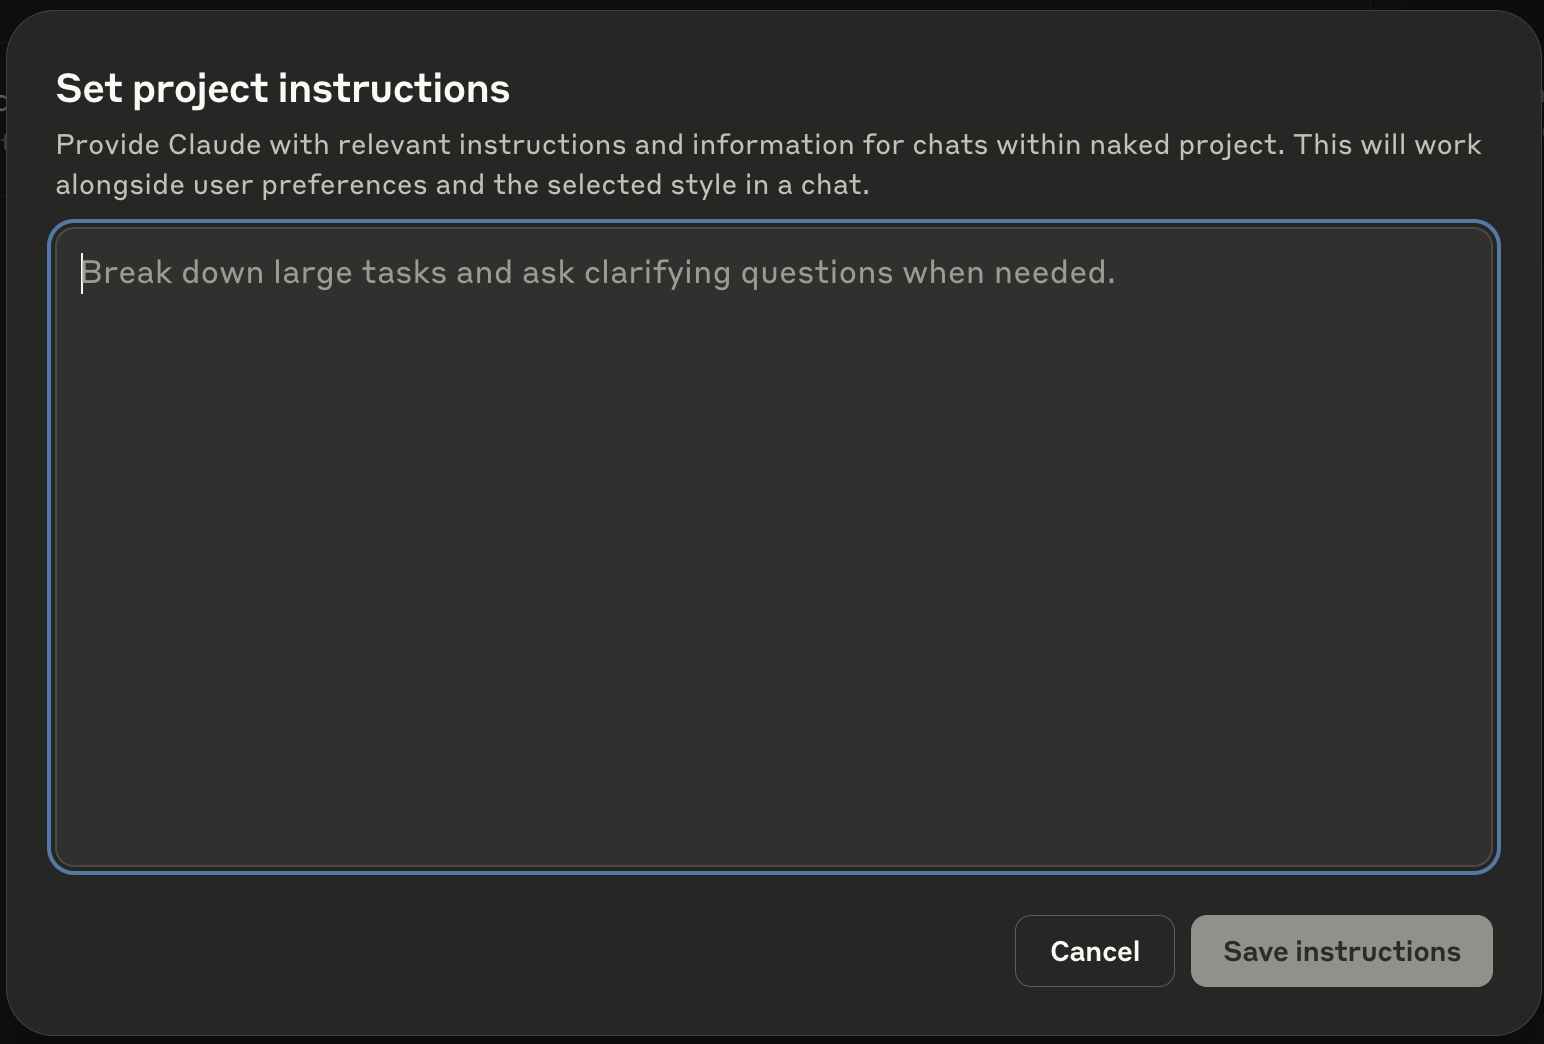 Set project instructions
Provide Claude with relevant instructions and information for chats within naked project. This will work
alongside user preferences and the selected style in a chat.
Break down large tasks and ask clarifying questions when needed.
Cancel
Save instructions